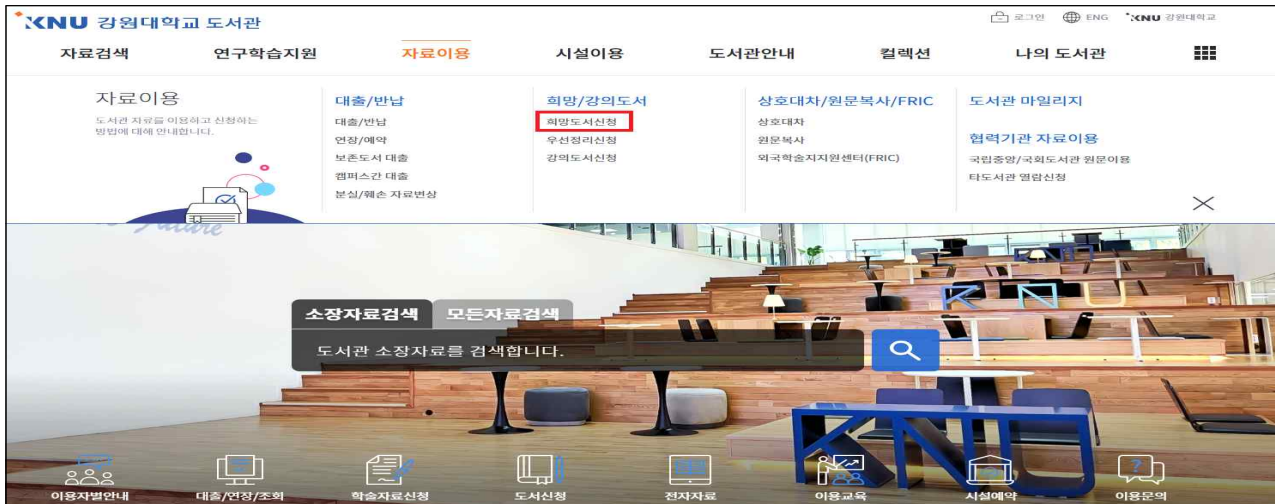 KNU 강원대학교 도서관
로그인 ENG KNU 강원대학교
자료검색 연구학습지원 자료이용 시설이용 도서관안내 컬렉션 나의 도서관
자료이용
도서관 자료를 이용하고 신청하는
방법에 대해 안내합니다.
대출/반납
대출/반납
연장/예약
보존도서 대출
캠퍼스간 대출
분실/훼손 자료변상
희망/강의도서
희망도서신청
우선정리신청
강의도서신청
상호대차/원문복사/FRIC
상호대차
원문복사
외국학술지지원센터(FRIC)
도서관 마일리지
협력기관 자료이용
국립중앙/국회도서관 원문이용
타도서관 열람신청
Future
KNU
소장자료검색 모든자료검색
도서관 소장자료를 검색합니다.
KNU
이용자별안내 대출/연장/조회 학술자료신청 도서신청 전자자료 이용교육 시설예약 이용문의